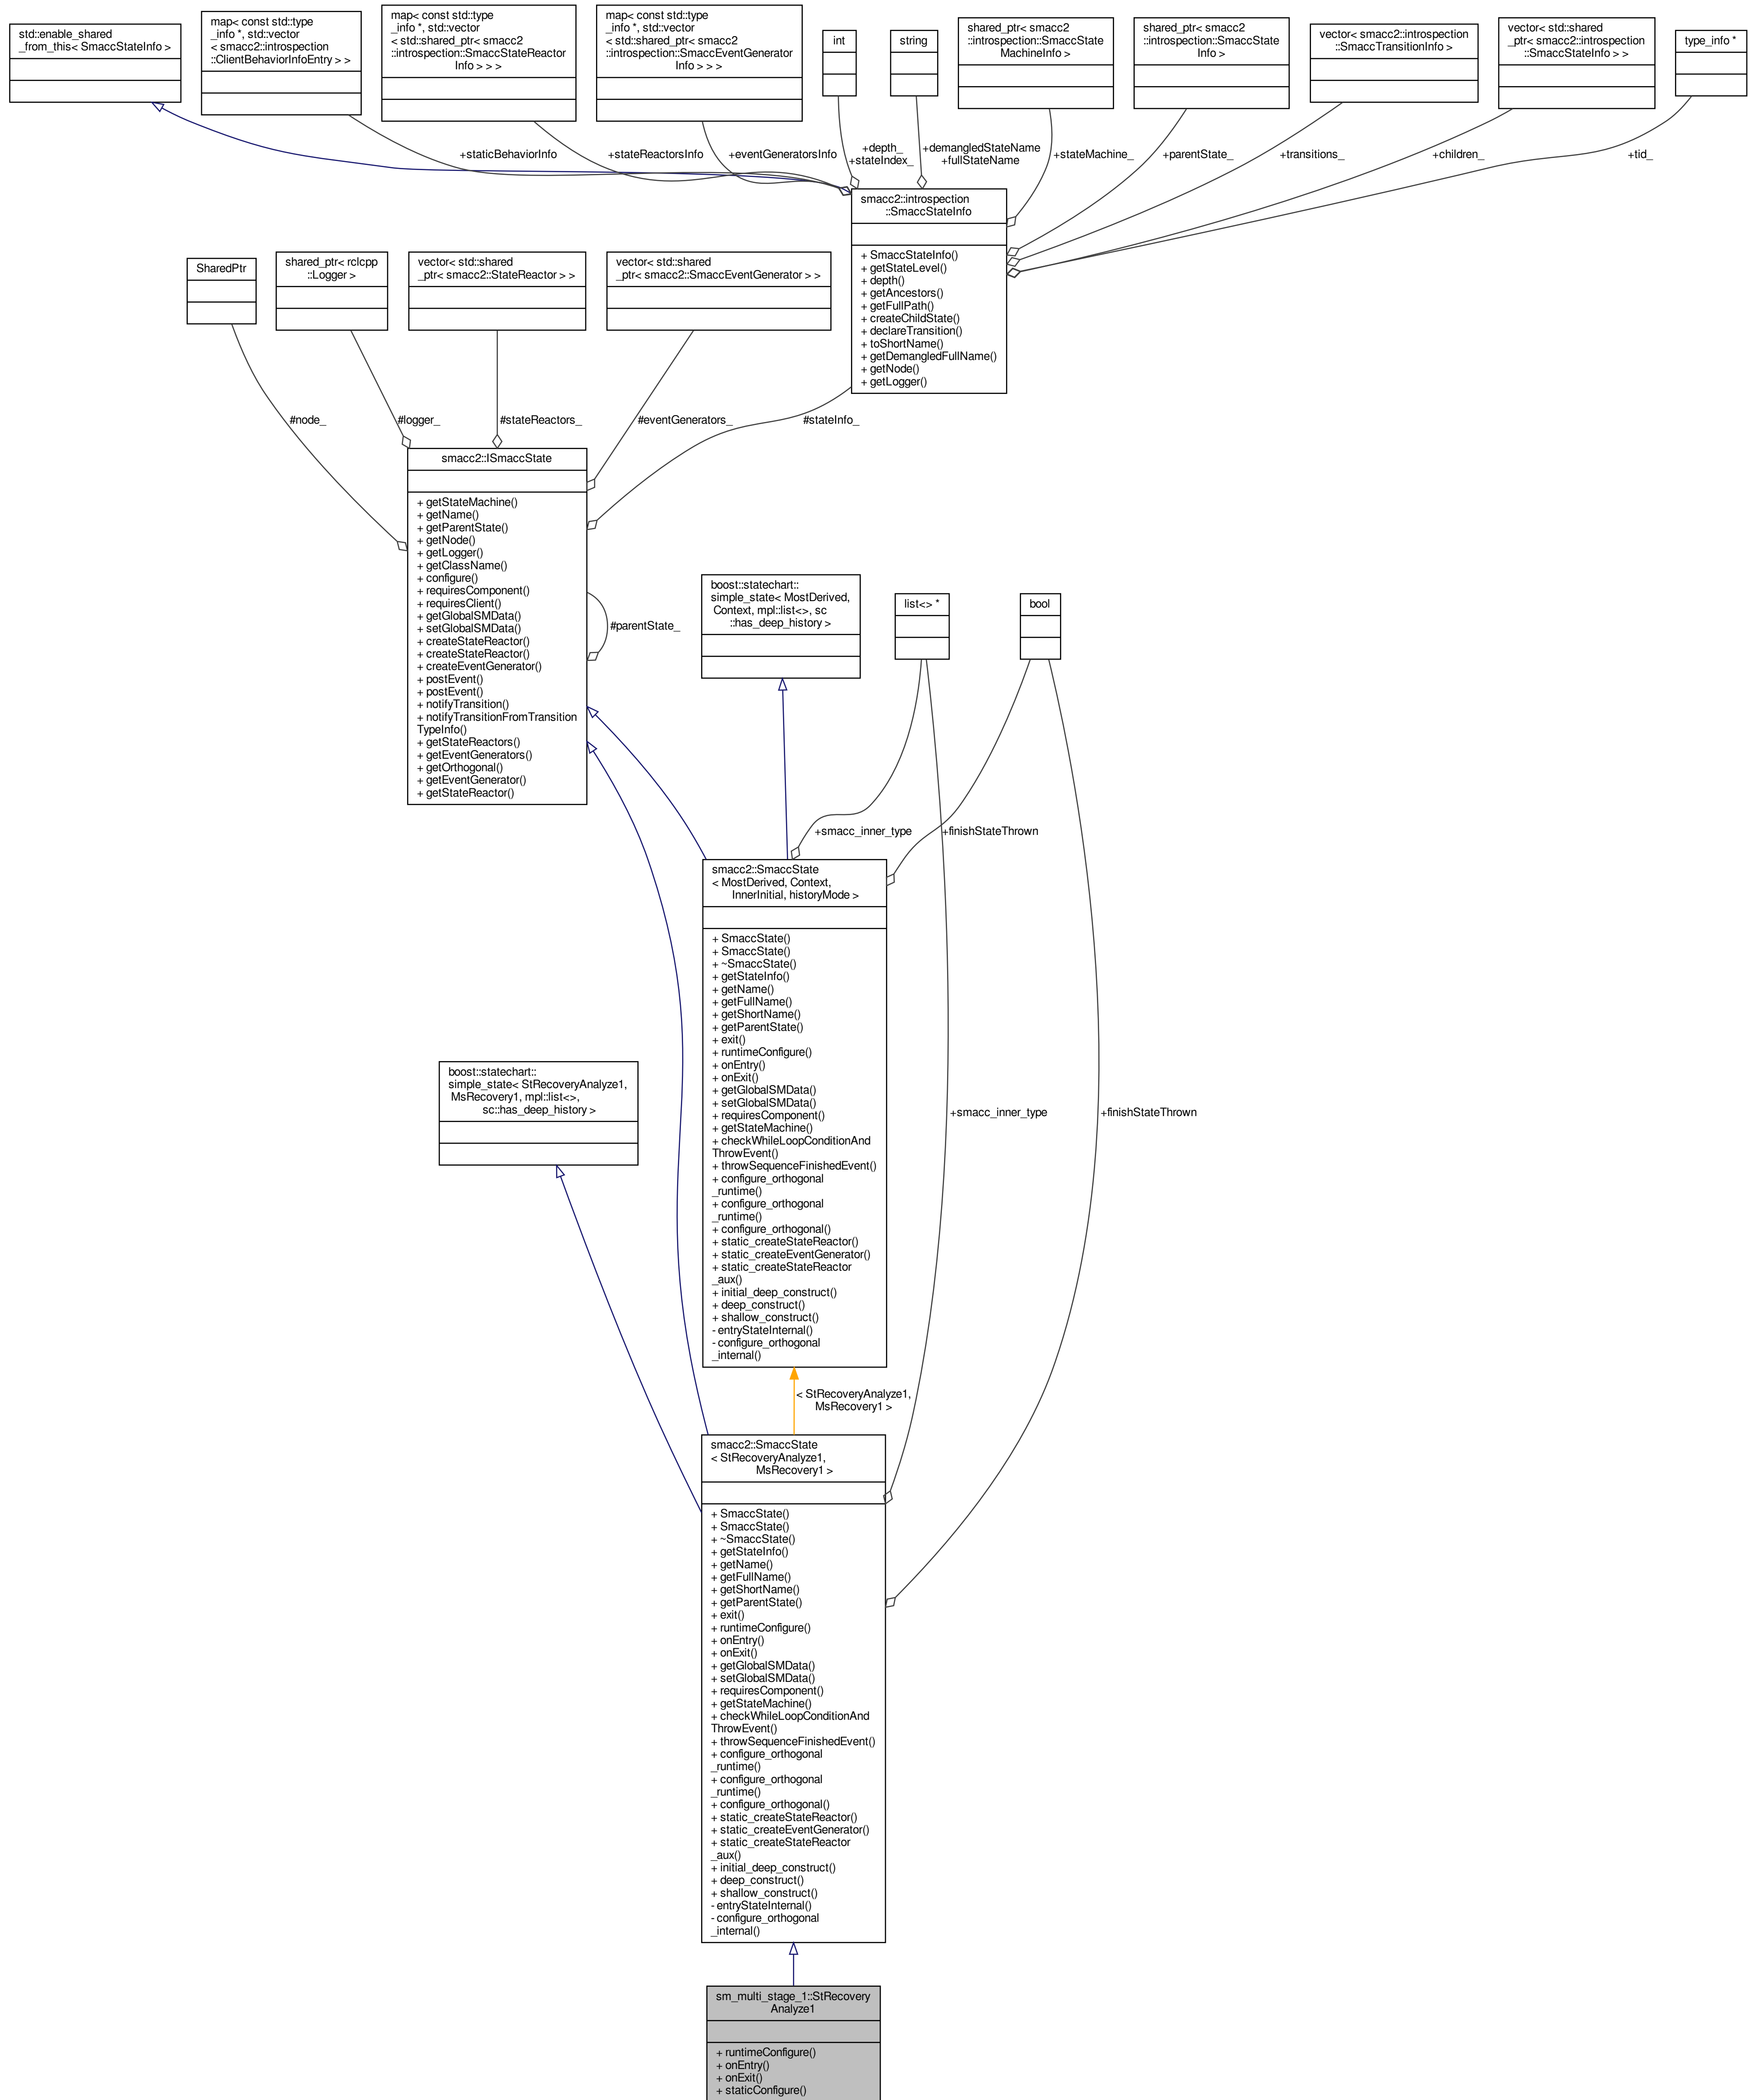 std::enable_shared
_from_this< SmaccStateInfo >
map< const std::type
_info *, std::vector
< smacc2::introspection
::ClientBehaviorInfoEntry > >
map< const std::type
_info *, std::vector
< std::shared_ptr< smacc2
::introspection::SmaccStateReactor
Info > > >
map< const std::type
_info *, std::vector
< std::shared_ptr< smacc2
::introspection::SmaccEventGenerator
Info > > >
int
string
shared_ptr< smacc2
::introspection::SmaccState
MachineInfo >
shared_ptr< smacc2
::introspection::SmaccState
Info >
vector< smacc2::introspection
::SmaccTransitionInfo >
vector< std::shared
_ptr< smacc2::introspection
::SmaccStateInfo > >
type_info *
+staticBehaviorInfo
+stateReactorsInfo
+eventGeneratorsInfo
+depth_
+stateIndex_
+demangledStateName
+fullStateName
+stateMachine_
+parentState_
+transitions_
+children_
+tid_
smacc2::introspection
::SmaccStateInfo
+ SmaccStateInfo()
+ getStateLevel()
+ depth()
+ getAncestors()
+ getFullPath()
+ createChildState()
+ declareTransition()
+ toShortName()
+ getDemangledFullName()
+ getNode()
+ getLogger()
SharedPtr
shared_ptr< rclcpp
::Logger >
vector< std::shared
_ptr< smacc2::StateReactor > >
vector< std::shared
_ptr< smacc2::SmaccEventGenerator > >
#node_
#logger_
#stateReactors_
#eventGenerators_
#stateInfo_
smacc2::ISmaccState
+ getStateMachine()
+ getName()
+ getParentState()
+ getNode()
+ getLogger()
+ getClassName()
+ configure()
+ requiresComponent()
+ requiresClient()
+ getGlobalSMData()
+ setGlobalSMData()
+ createStateReactor()
+ createStateReactor()
+ createEventGenerator()
+ postEvent()
+ postEvent()
+ notifyTransition()
+ notifyTransitionFromTransition
TypeInfo()
+ getStateReactors()
+ getEventGenerators()
+ getOrthogonal()
+ getEventGenerator()
+ getStateReactor()
#parentState_
boost::statechart::
simple_state< MostDerived,
Context, mpl::list<>, sc
::has_deep_history >
list<> *
bool
+smacc_inner_type
+finishStateThrown
smacc2::SmaccState
< MostDerived, Context,
InnerInitial, historyMode >
+ SmaccState()
+ SmaccState()
+ ~SmaccState()
+ getStateInfo()
+ getName()
+ getFullName()
+ getShortName()
+ getParentState()
+ exit()
+ runtimeConfigure()
+ onEntry()
+ onExit()
+ getGlobalSMData()
+ setGlobalSMData()
+ requiresComponent()
+ getStateMachine()
+ checkWhileLoopConditionAnd
ThrowEvent()
+ throwSequenceFinishedEvent()
+ configure_orthogonal
_runtime()
+ configure_orthogonal
_runtime()
+ configure_orthogonal()
+ static_createStateReactor()
+ static_createEventGenerator()
+ static_createStateReactor
_aux()
+ initial_deep_construct()
+ deep_construct()
+ shallow_construct()
- entryStateInternal()
- configure_orthogonal
_internal()
boost::statechart::
simple_state< StRecoveryAnalyze1,
MsRecovery1, mpl::list<>,
sc::has_deep_history >
+smacc_inner_type
+finishStateThrown
< StRecoveryAnalyze1,
MsRecovery1 >
smacc2::SmaccState
< StRecoveryAnalyze1,
MsRecovery1 >
+ SmaccState()
+ SmaccState()
+ ~SmaccState()
+ getStateInfo()
+ getName()
+ getFullName()
+ getShortName()
+ getParentState()
+ exit()
+ runtimeConfigure()
+ onEntry()
+ onExit()
+ getGlobalSMData()
+ setGlobalSMData()
+ requiresComponent()
+ getStateMachine()
+ checkWhileLoopConditionAnd
ThrowEvent()
+ throwSequenceFinishedEvent()
+ configure_orthogonal
_runtime()
+ configure_orthogonal
_runtime()
+ configure_orthogonal()
+ static_createStateReactor()
+ static_createEventGenerator()
+ static_createStateReactor
_aux()
+ initial_deep_construct()
+ deep_construct()
+ shallow_construct()
- entryStateInternal()
- configure_orthogonal
_internal()
sm_multi_stage_1::StRecovery
Analyze1
+ runtimeConfigure()
+ onEntry()
+ onExit()
+ staticConfigure()